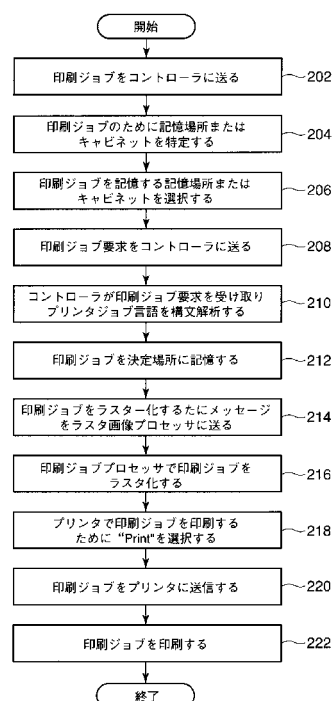 開始
印刷ジョブをコントローラに送る
202
印刷ジョブのために記憶場所または
キャビネットを特定する
204
印刷ジョブを記憶する記憶場所または
キャビネットを選択する
206
印刷ジョブ要求をコントローラに送る
208
コントローラが印刷ジョブ要求を受け取り
プリンタジョブ言語を構文解析する
210
印刷ジョブを決定場所に記憶する
212
印刷ジョブをラスター化するたにメッセージ
をラスタ画像プロセッサに送る
214
印刷ジョブプロセッサで印刷ジョブを
ラスタ化する
216
プリンタで印刷ジョブを印刷する
ために “Print"を選択する
218
印刷ジョブをプリンタに送信する
220
印刷ジョブを印刷する
222
終了